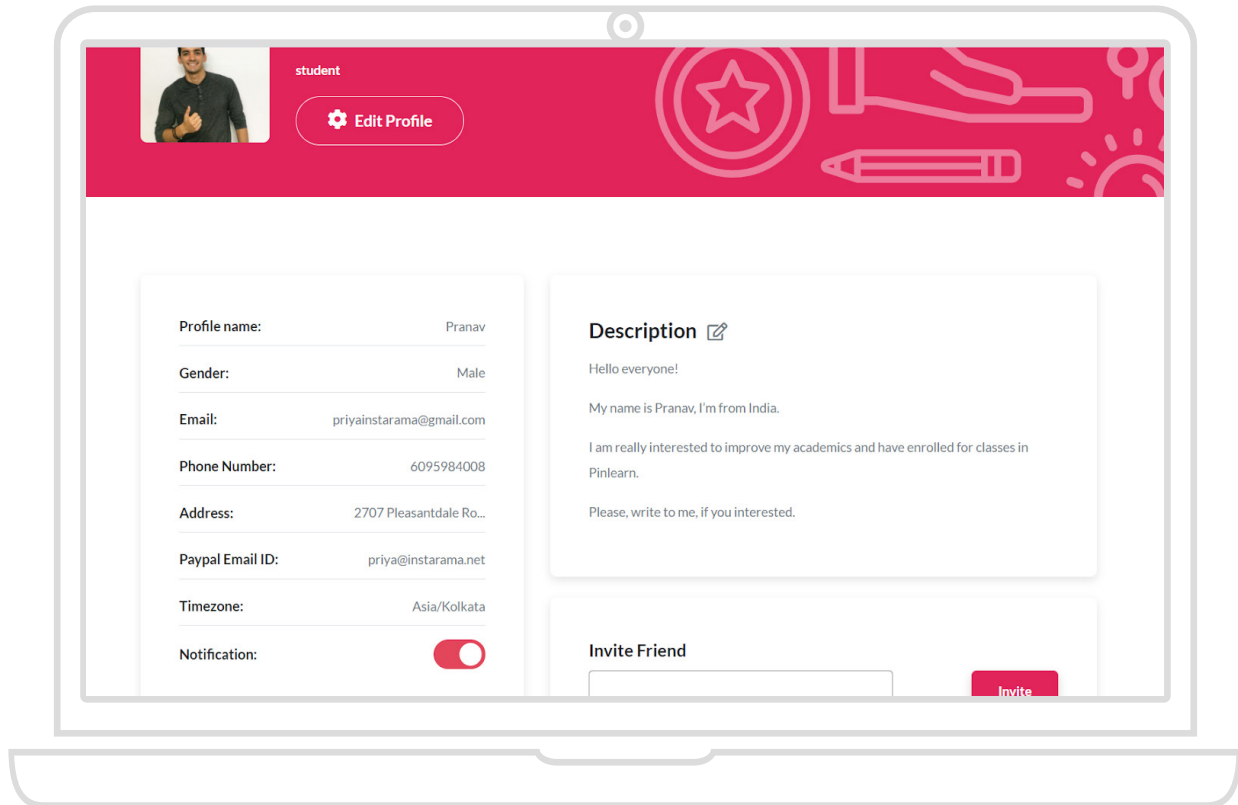 student
Edit Profile
Profile name: Pranav
Gender: Male
Email: priyainstarama@gmail.com
Phone Number: 6095984008
Address: 2707 Pleasantdale Ro...
Paypal Email ID: priya@instarama.net
Timezone: Asia/Kolkata
Notification:
Description
Hello everyone!
My name is Pranav, I'm from India.
I am really interested to improve my academics and have enrolled for classes in
Pinlearn.
Please, write to me, if you interested.
Invite Friend
Invite